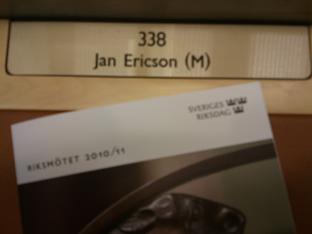 338
Jan Ericson (M)
SVERIGES
RIKSDAG
RIKSMÖTET 2010/11